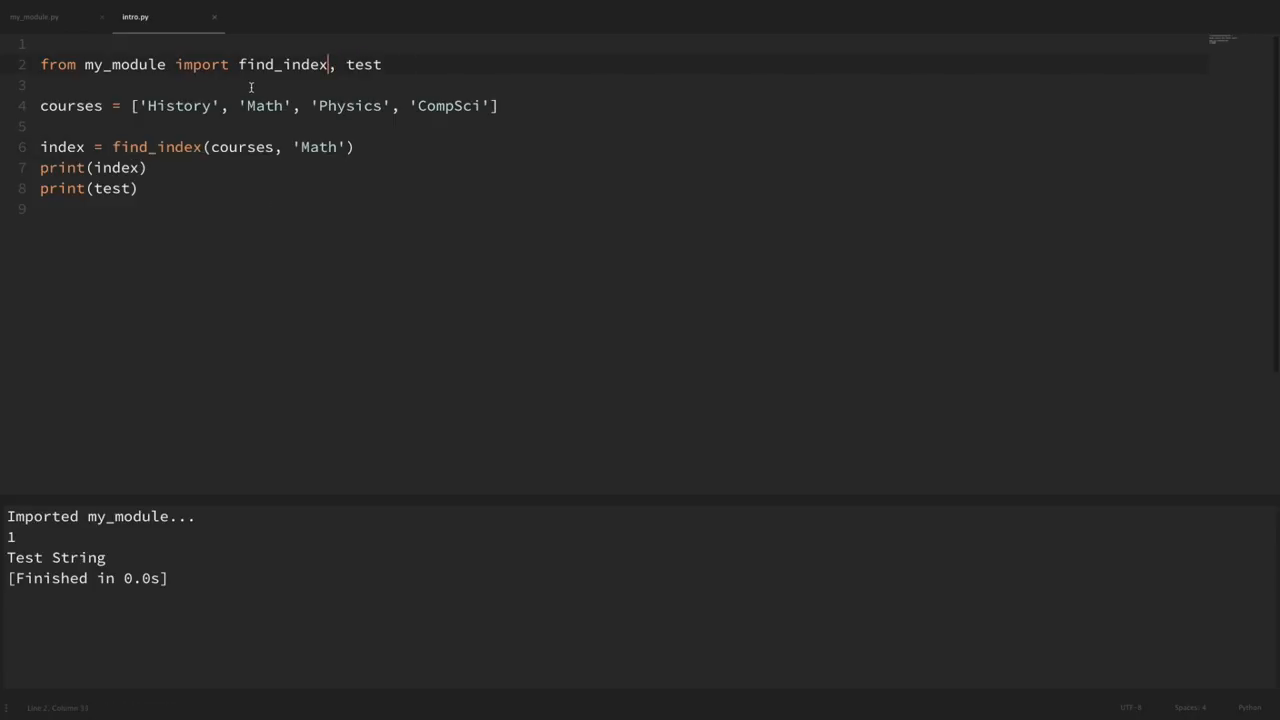 my_module.py × intro.py ×
1
2 from my_module import find_index, test
3
4 courses = ['History', 'Math', 'Physics', 'CompSci']
5
6 index = find_index(courses, 'Math')
7 print(index)
8 print(test)
9
Imported my_module...
1
Test String
[Finished in 0.0s]
Line 2, Column 33 UTF-8 Spaces: 4 Python